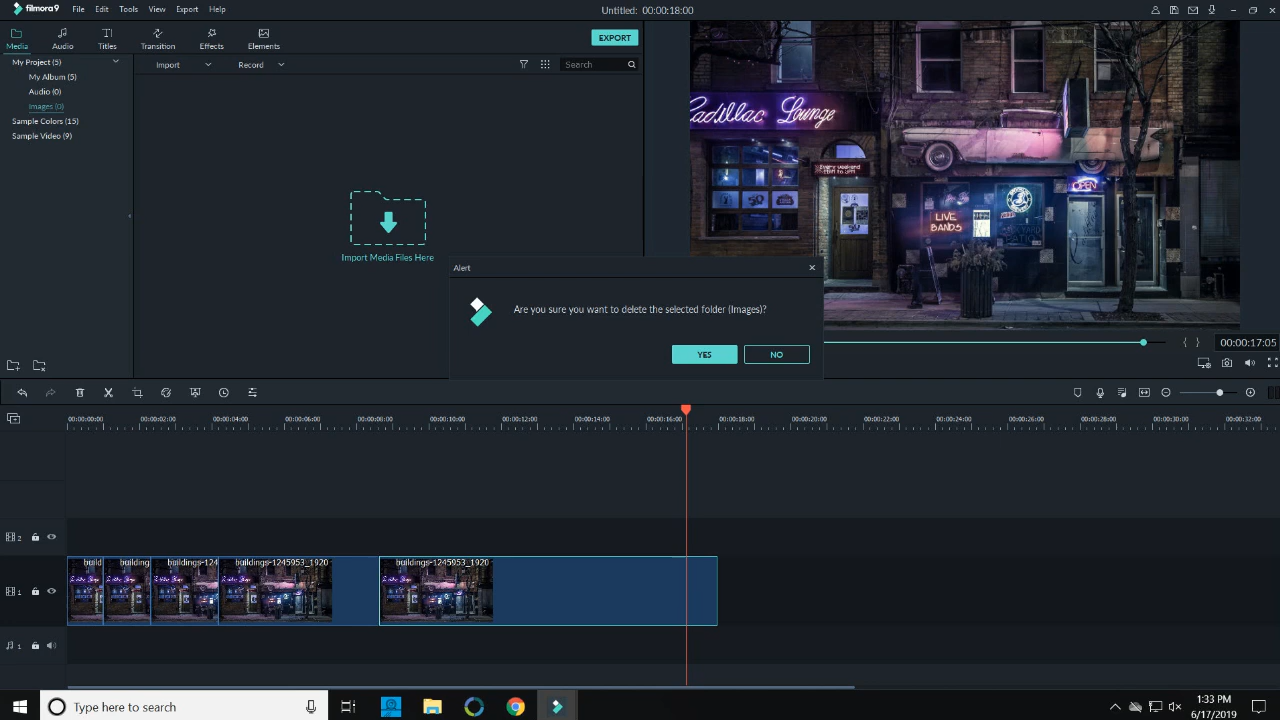 filmora9 File Edit Tools View Export Help Untitled: 00:00:18:00
Media Audio Titles Transition Effects Elements EXPORT
My Project (5)
My Album (5)
Audio (0)
Images (0)
Sample Colors (15)
Sample Video (9)
Import Record Search
Import Media Files Here
Cadillac Lounge
OPEN
LIVE
BANDS
Alert
Are you sure you want to delete the selected folder (Images)?
YES NO
00:00:17:05
00:00:00:00 00:00:02:00 00:00:04:00 00:00:06:00 00:00:08:00 00:00:10:00 00:00:12:00 00:00:14:00 00:00:16:00 00:00:18:00 00:00:20:00 00:00:22:00 00:00:24:00 00:00:26:00 00:00:28:00 00:00:30:00 00:00:32:00
2
1
build building buildings-124 buildings-1245953_1920 buildings-1245953_1920
1
Type here to search
1:33 PM
6/17/2019